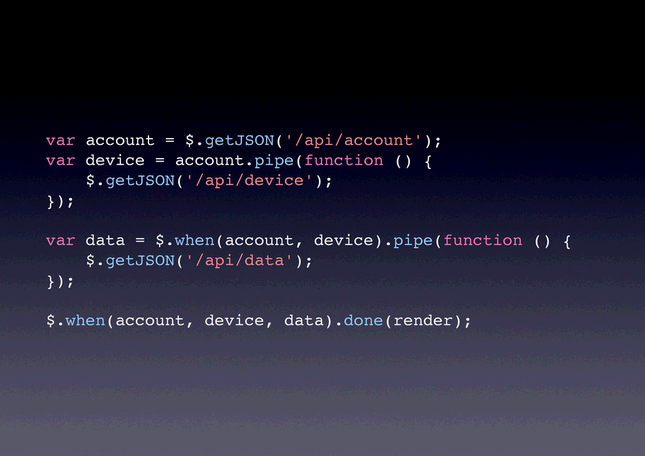 var account = $.getJSON('/api/account');
var device = account.pipe(function () {
    $.getJSON('/api/device');
});

var data = $.when(account, device).pipe(function () {
    $.getJSON('/api/data');
});

$.when(account, device, data).done(render);